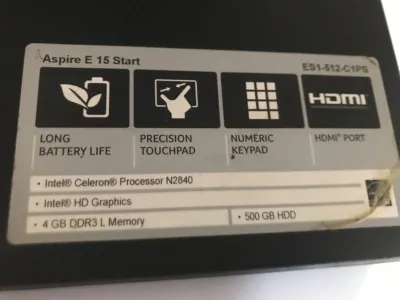 Aspire E 15 Start
ES1-512-C1PS
HDMI
LONG
BATTERY LIFE
PRECISION
TOUCHPAD
NUMERIC
KEYPAD
HDMI® PORT
• Intel® Celeron® Processor N2840
• Intel® HD Graphics
• 4 GB DDR3 L Memory
• 500 GB HDD